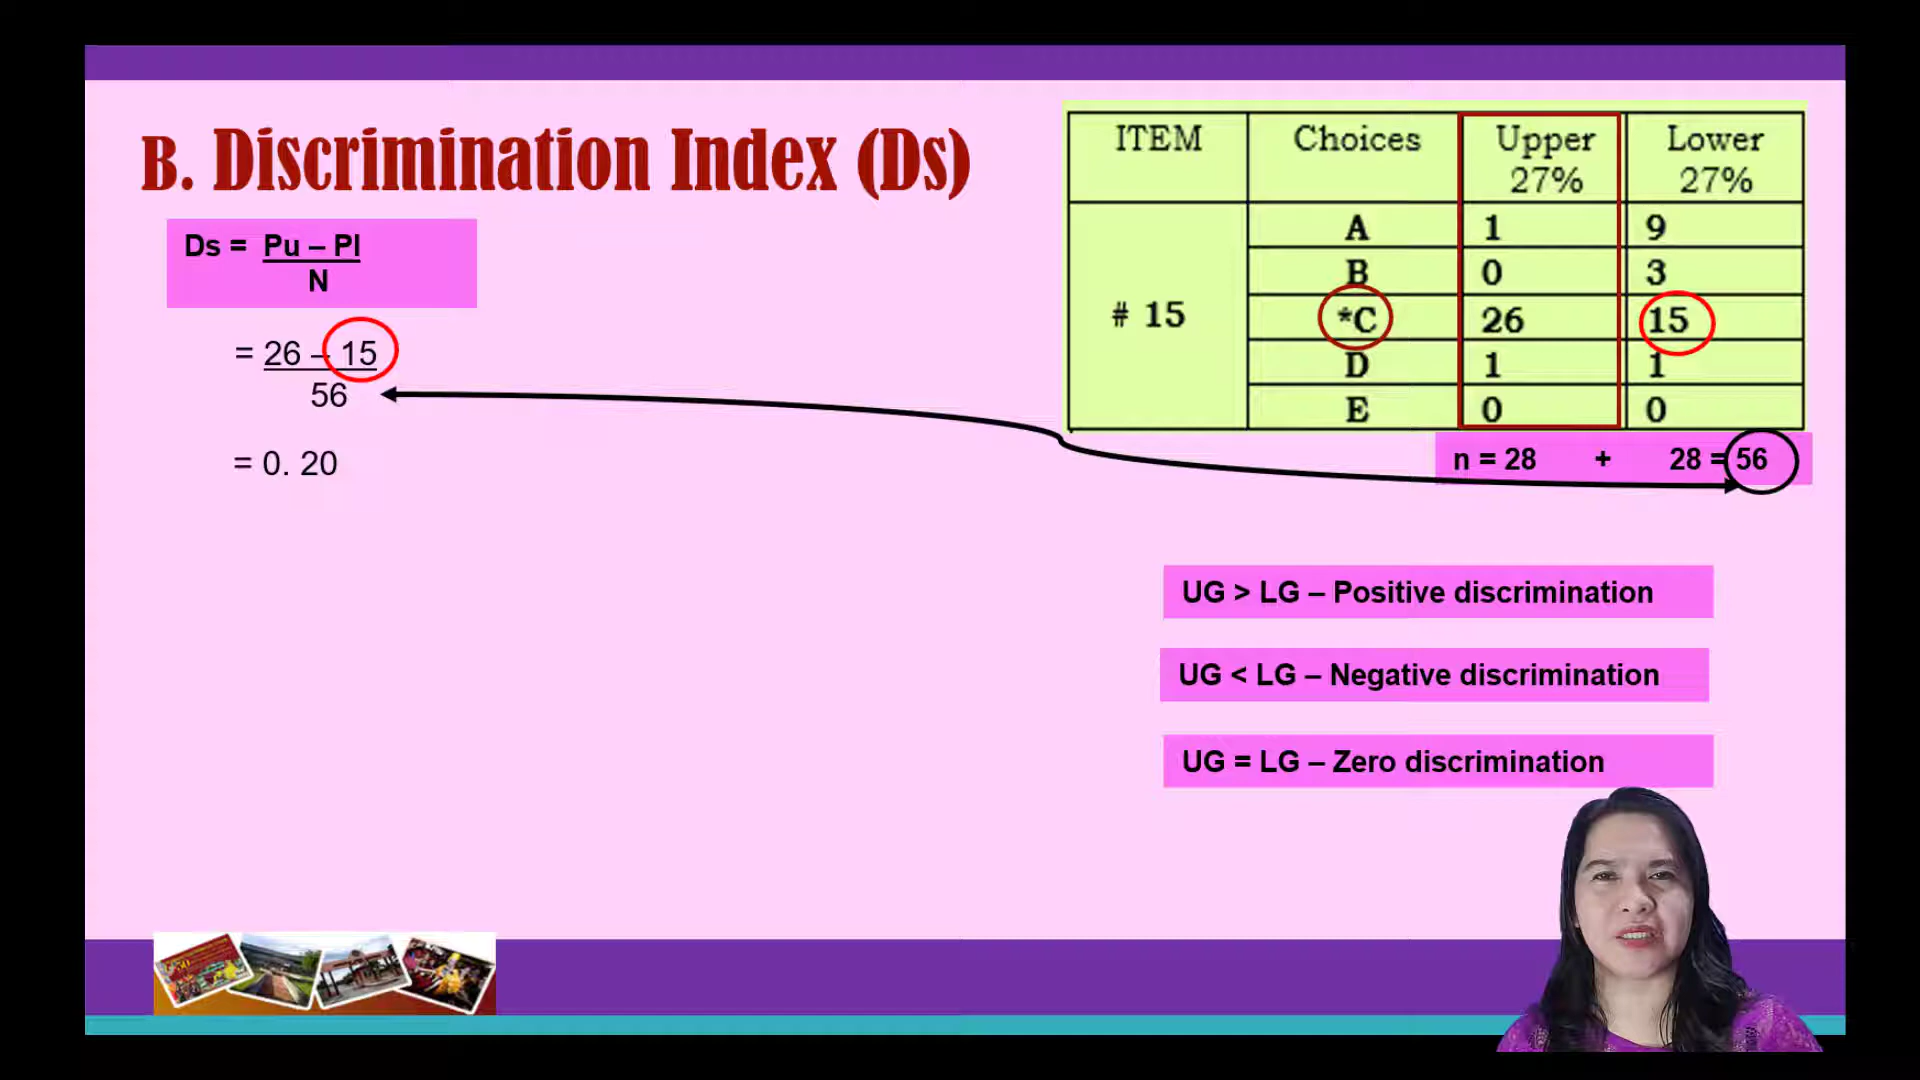 B. Discrimination Index (Ds)
Ds = Pu – Pl
N
= 26 – 15
56
= 0. 20
ITEM Choices Upper 27% Lower 27%
# 15
A 1 9
B 0 3
*C 26 15
D 1 1
E 0 0
n = 28 + 28 = 56
UG > LG – Positive discrimination
UG < LG – Negative discrimination
UG = LG – Zero discrimination